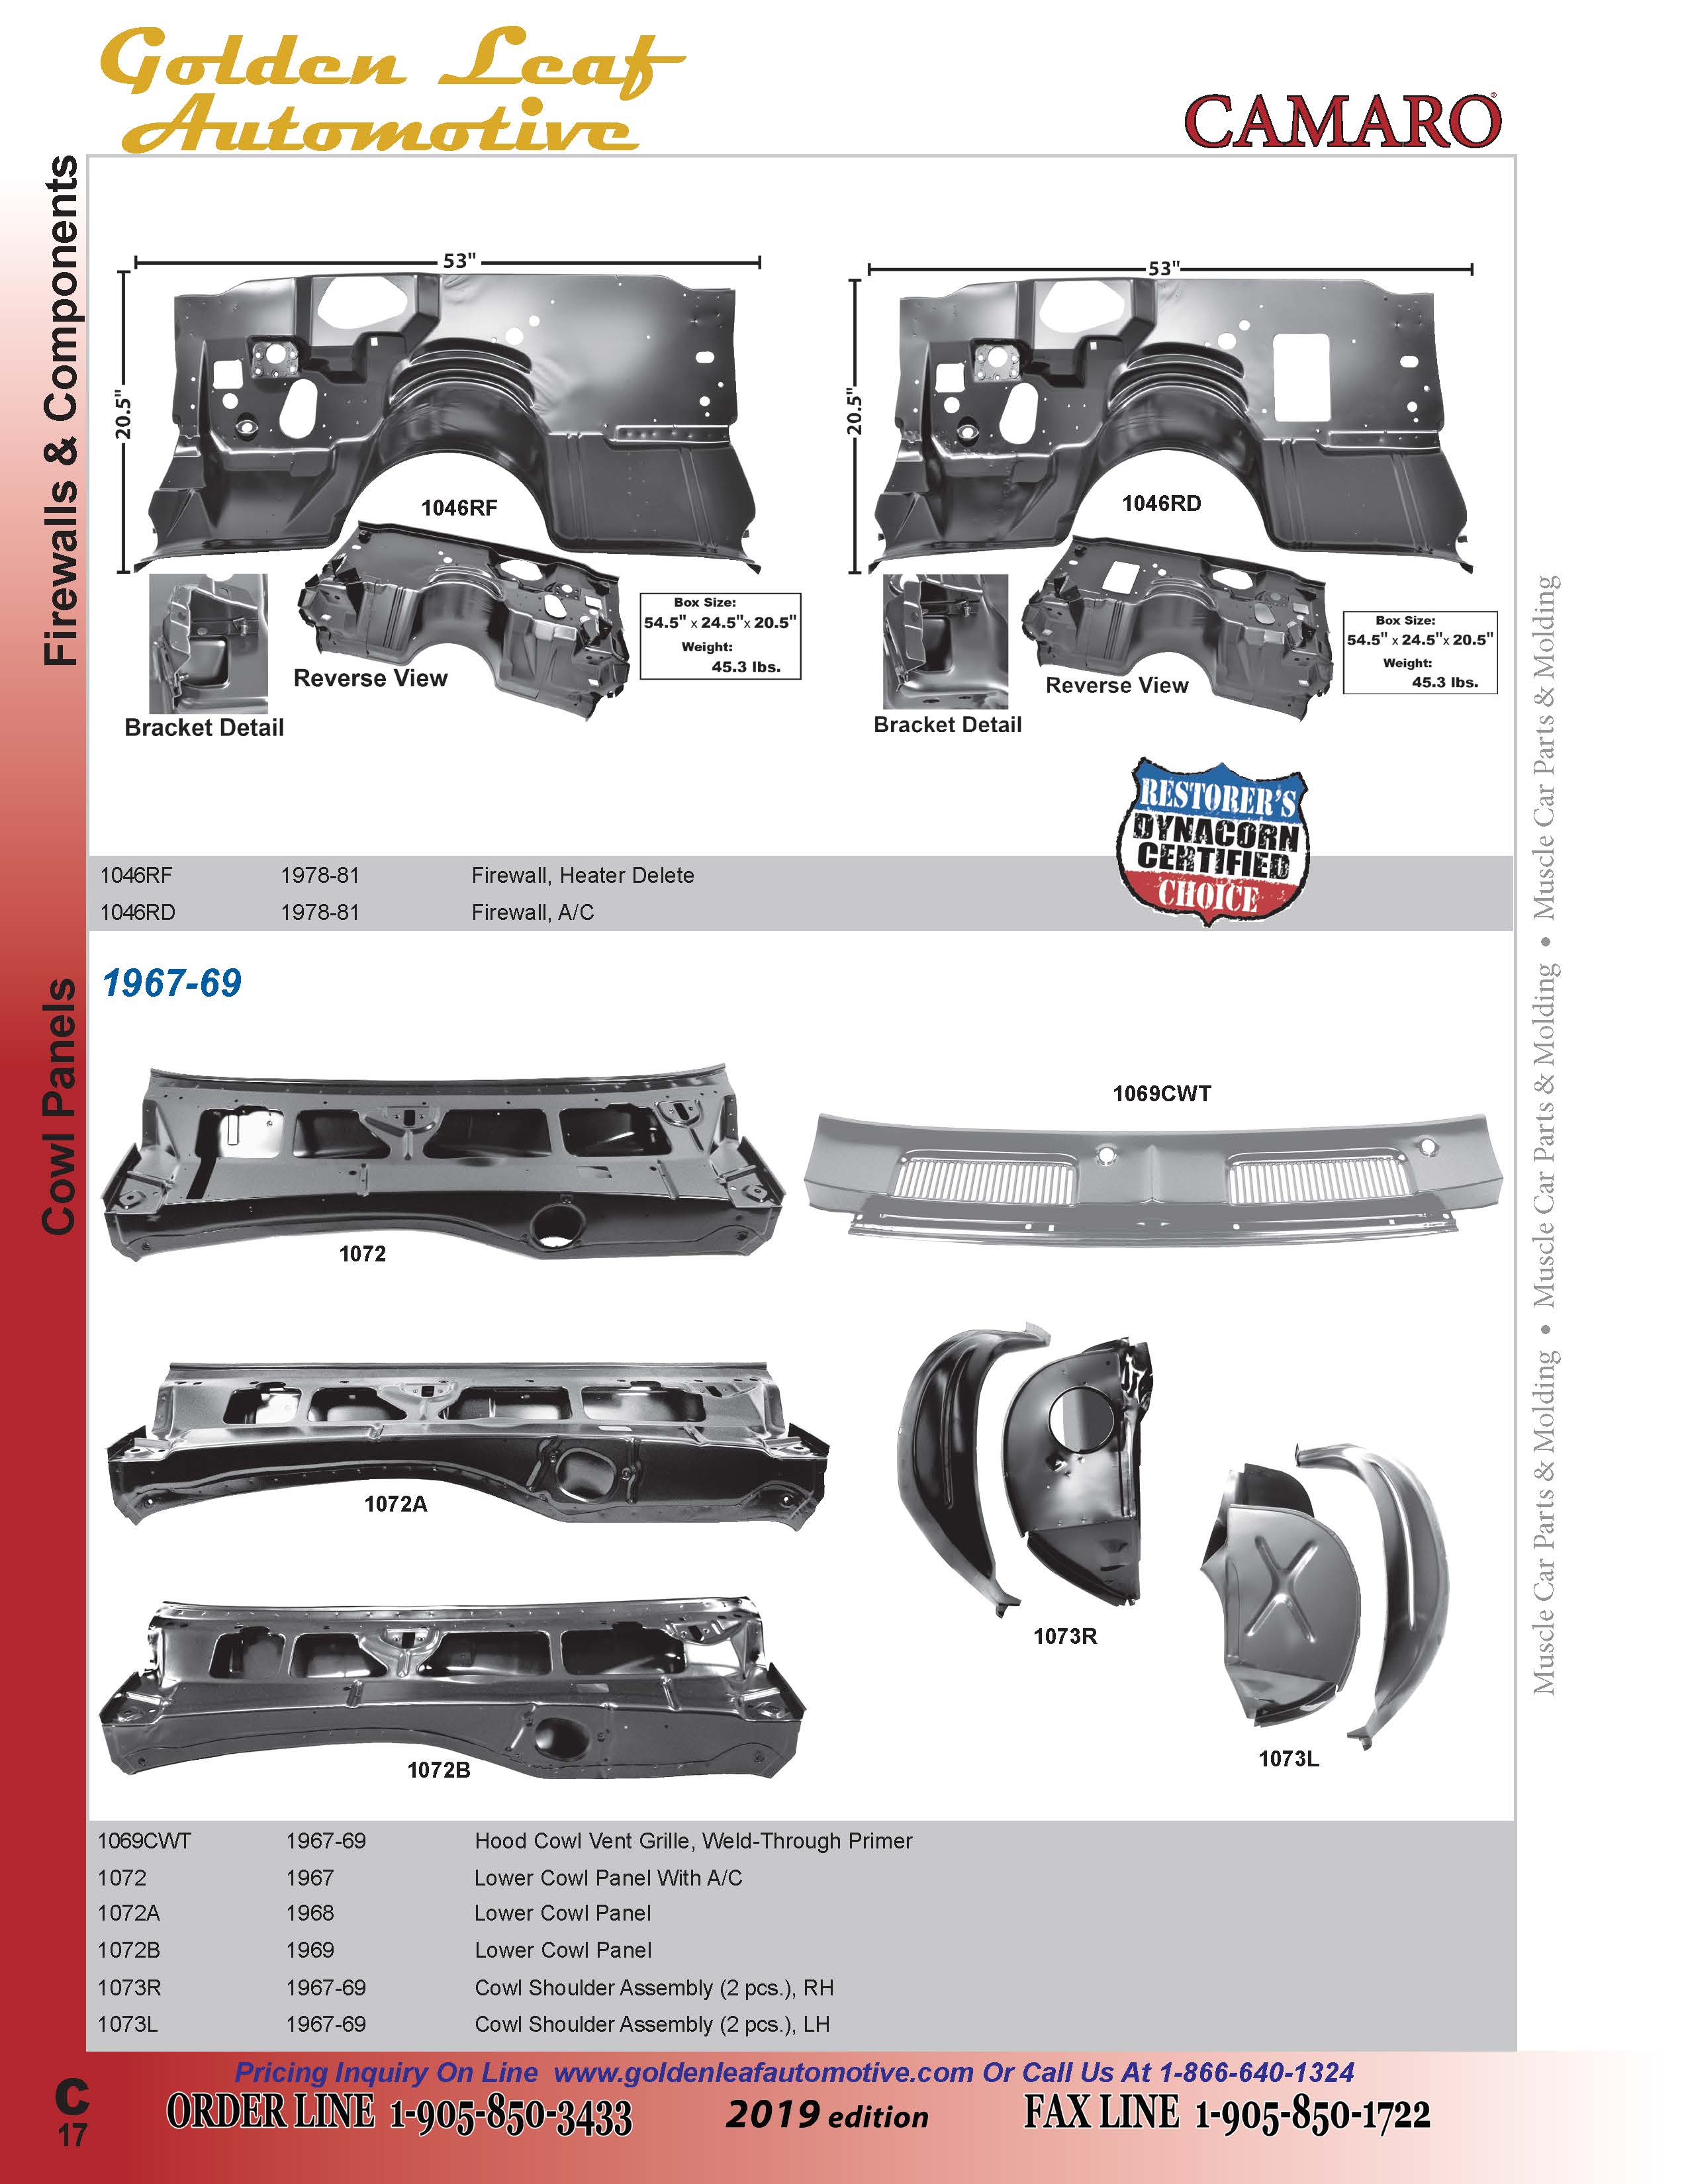 Golden Leaf
Automotive
CAMARO®
Firewalls & Components
53"
20.5"
1046RF
Bracket Detail
Reverse View
Box Size:
54.5" x 24.5"x 20.5"
Weight:
45.3 lbs.
53"
20.5"
1046RD
Bracket Detail
Reverse View
Box Size:
54.5" x 24.5"x 20.5"
Weight:
45.3 lbs.
RESTORER'S
DYNACORN
CERTIFIED
CHOICE
1046RF 1978-81 Firewall, Heater Delete
1046RD 1978-81 Firewall, A/C
Cowl Panels
1967-69
1072
1069CWT
1072A
1073R
1072B
1073L
1069CWT 1967-69 Hood Cowl Vent Grille, Weld-Through Primer
1072 1967 Lower Cowl Panel With A/C
1072A 1968 Lower Cowl Panel
1072B 1969 Lower Cowl Panel
1073R 1967-69 Cowl Shoulder Assembly (2 pcs.), RH
1073L 1967-69 Cowl Shoulder Assembly (2 pcs.), LH
Muscle Car Parts & Molding • Muscle Car Parts & Molding • Muscle Car Parts & Molding
Pricing Inquiry On Line www.goldenleafautomotive.com Or Call Us At 1-866-640-1324
C
17
ORDER LINE 1-905-850-3433 2019 edition FAX LINE 1-905-850-1722